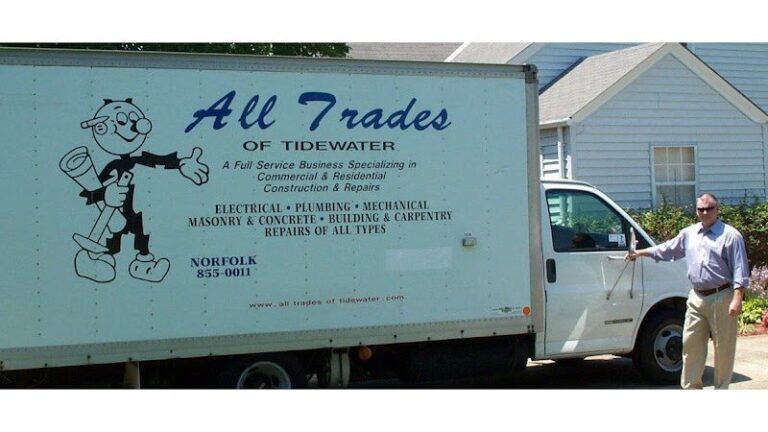 All Trades
OF TIDEWATER
A Full Service Business Specializing in
Commercial & Residential
Construction & Repairs
ELECTRICAL • PLUMBING • MECHANICAL
MASONRY & CONCRETE • BUILDING & CARPENTRY
REPAIRS OF ALL TYPES
NORFOLK
855-0011
www.all trades of tidewater.com